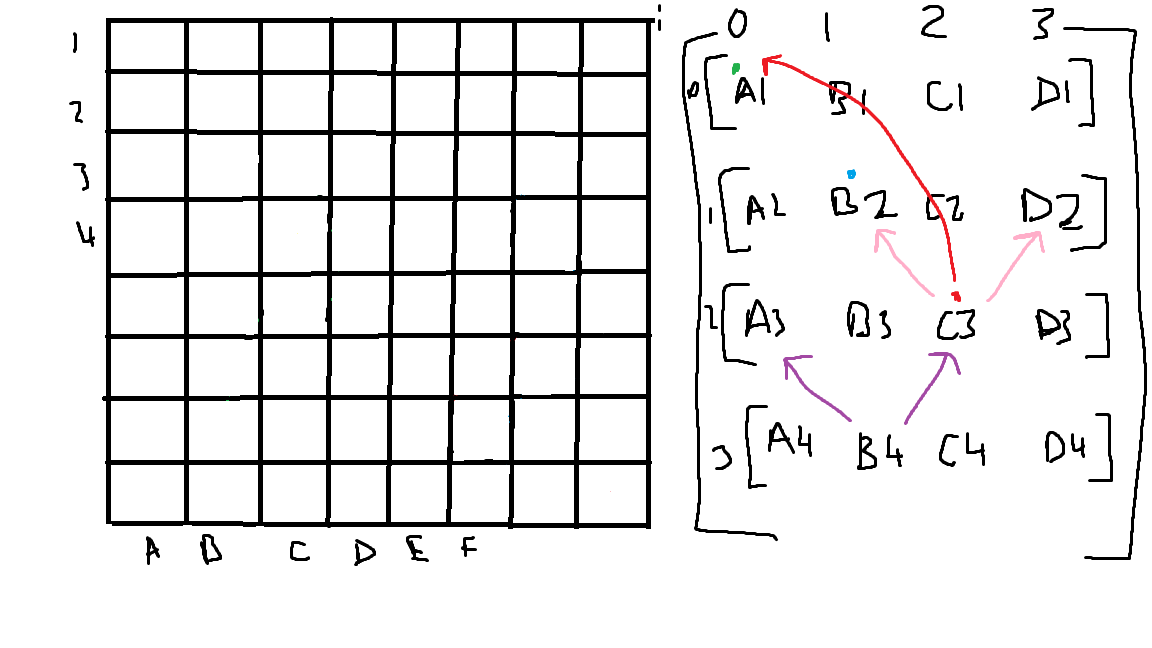 1
2
3
4
A B C D E F
0 1 2 3
0 [A1 B1 C1 D1]
1 [A2 B2 C2 D2]
2 [A3 B3 C3 D3]
3 [A4 B4 C4 D4]